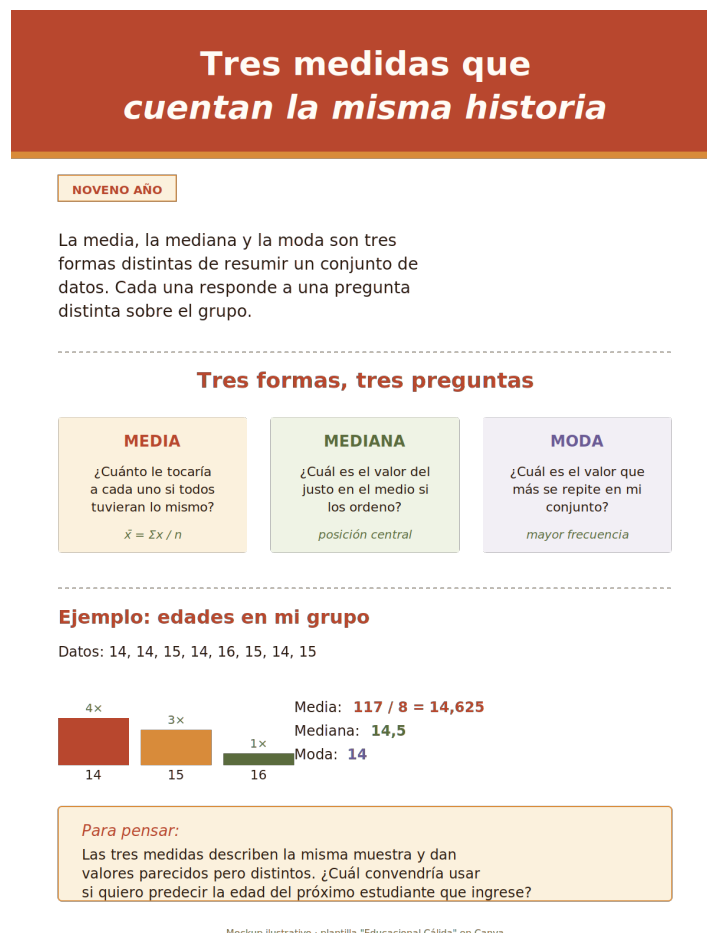 Tres medidas que
cuentan la misma historia
NOVENO AÑO
La media, la mediana y la moda son tres
formas distintas de resumir un conjunto de
datos. Cada una responde a una pregunta
distinta sobre el grupo.
Tres formas, tres preguntas
MEDIA
¿Cuánto le tocaría
a cada uno si todos
tuvieran lo mismo?
x̄ = Σx / n
MEDIANA
¿Cuál es el valor del
justo en el medio si
los ordeno?
posición central
MODA
¿Cuál es el valor que
más se repite en mi
conjunto?
mayor frecuencia
Ejemplo: edades en mi grupo
Datos: 14, 14, 15, 14, 16, 15, 14, 15
4×
3×
1×
14
15
16
Media: 117 / 8 = 14,625
Mediana: 14,5
Moda: 14
Para pensar:
Las tres medidas describen la misma muestra y dan
valores parecidos pero distintos. ¿Cuál convendría usar
si quiero predecir la edad del próximo estudiante que ingrese?
Mockup ilustrativo · plantilla "Educacional Cálida" en Canva